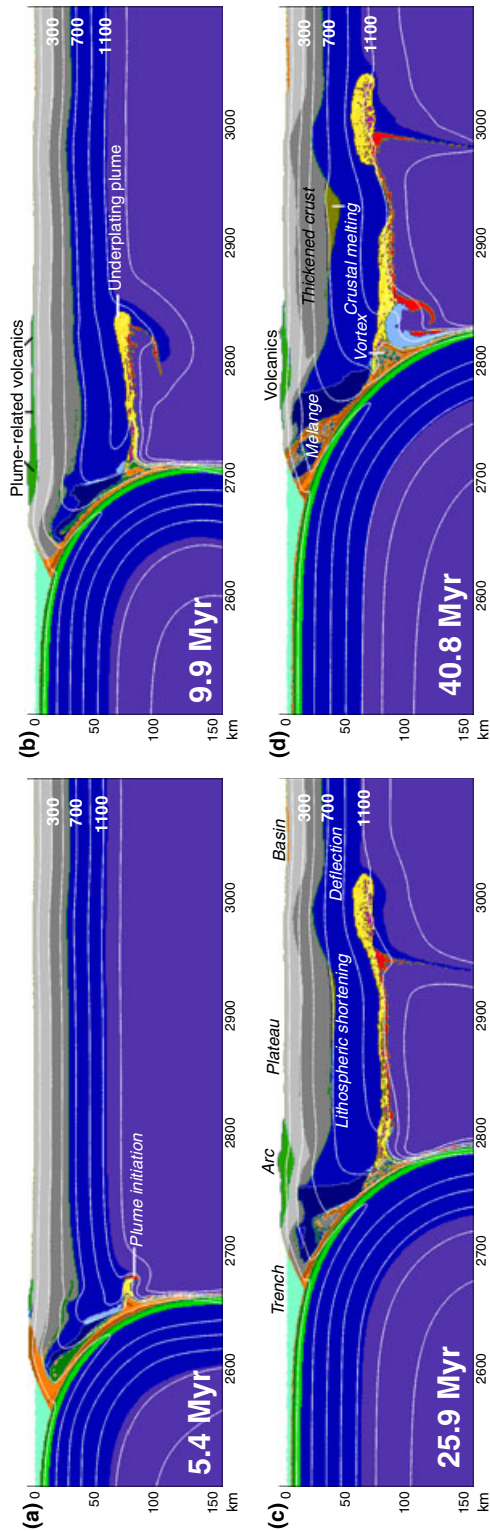 (a)
0
50
100
150
km
300
700
1100
5.4 Myr
Plume initiation
2600
2700
2800
2900
3000
(b)
0
50
100
150
km
Plume-related volcanics
300
700
1100
9.9 Myr
Underplating plume
2600
2700
2800
2900
3000
(c)
0
50
100
150
km
Trench
Arc
Plateau
Basin
300
700
1100
Lithospheric shortening
Deflection
25.9 Myr
2600
2700
2800
2900
3000
(d)
0
50
100
150
km
Volcanics
300
700
1100
Thickened crust
Melange
Vortex
Crustal melting
40.8 Myr
2600
2700
2800
2900
3000